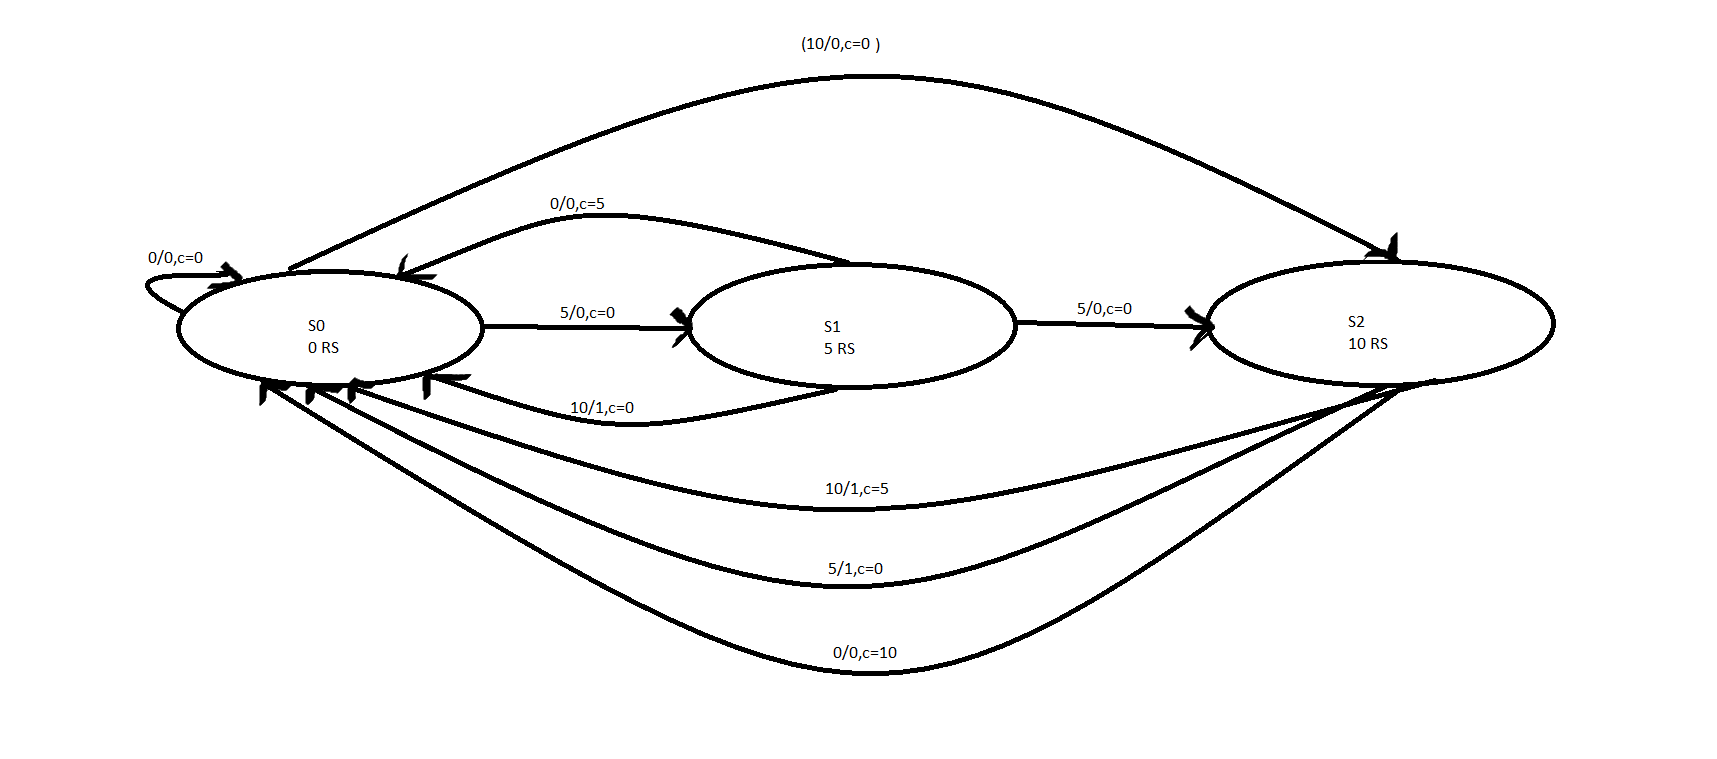 (10/0,c=0 )
0/0,c=5
0/0,c=0
5/0,c=0
5/0,c=0
S0
0 RS
S1
5 RS
S2
10 RS
10/1,c=0
10/1,c=5
5/1,c=0
0/0,c=10